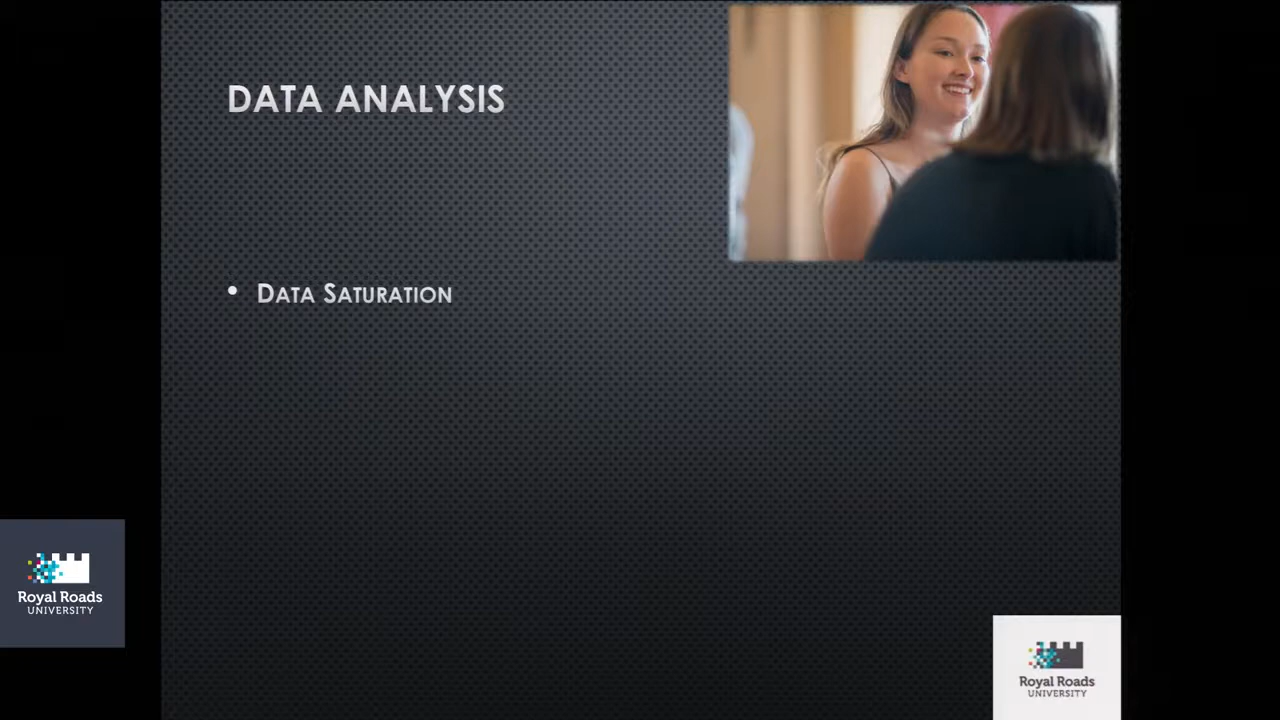 DATA ANALYSIS
• DATA SATURATION
Royal Roads
UNIVERSITY
Royal Roads
UNIVERSITY